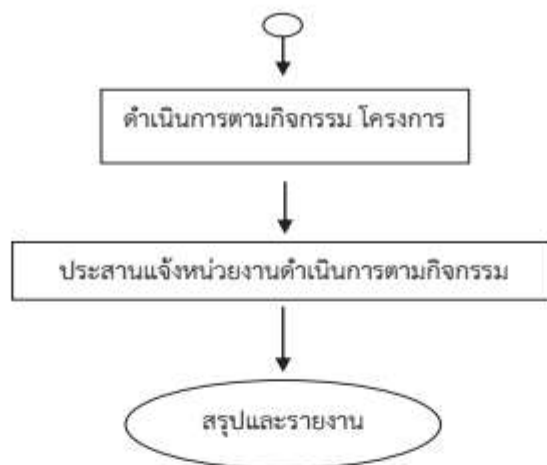 ดำเนินการตามกิจกรรม โครงการ
ประสานแจ้งหน่วยงานดำเนินการตามกิจกรรม
สรุปและรายงาน